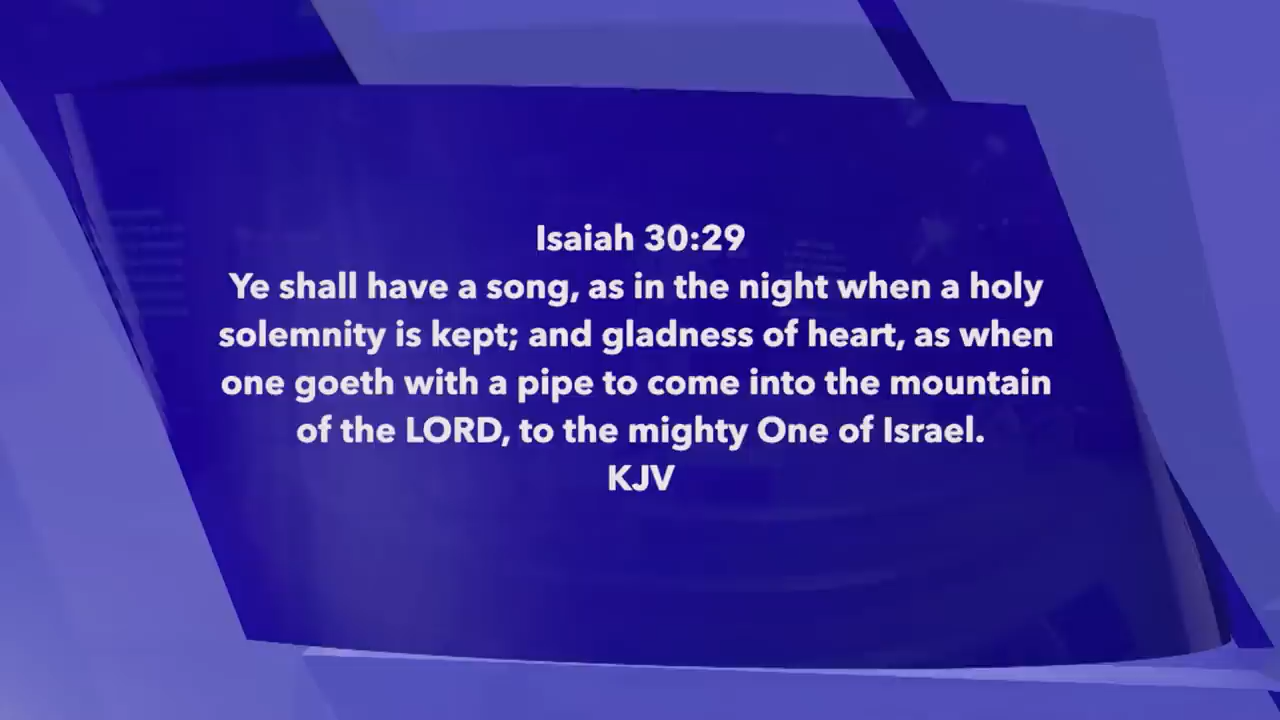 Isaiah 30:29
Ye shall have a song, as in the night when a holy
solemnity is kept; and gladness of heart, as when
one goeth with a pipe to come into the mountain
of the LORD, to the mighty One of Israel.
KJV